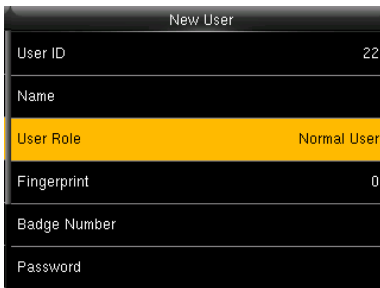 New User
User ID 22
Name
User Role Normal User
Fingerprint 0
Badge Number
Password